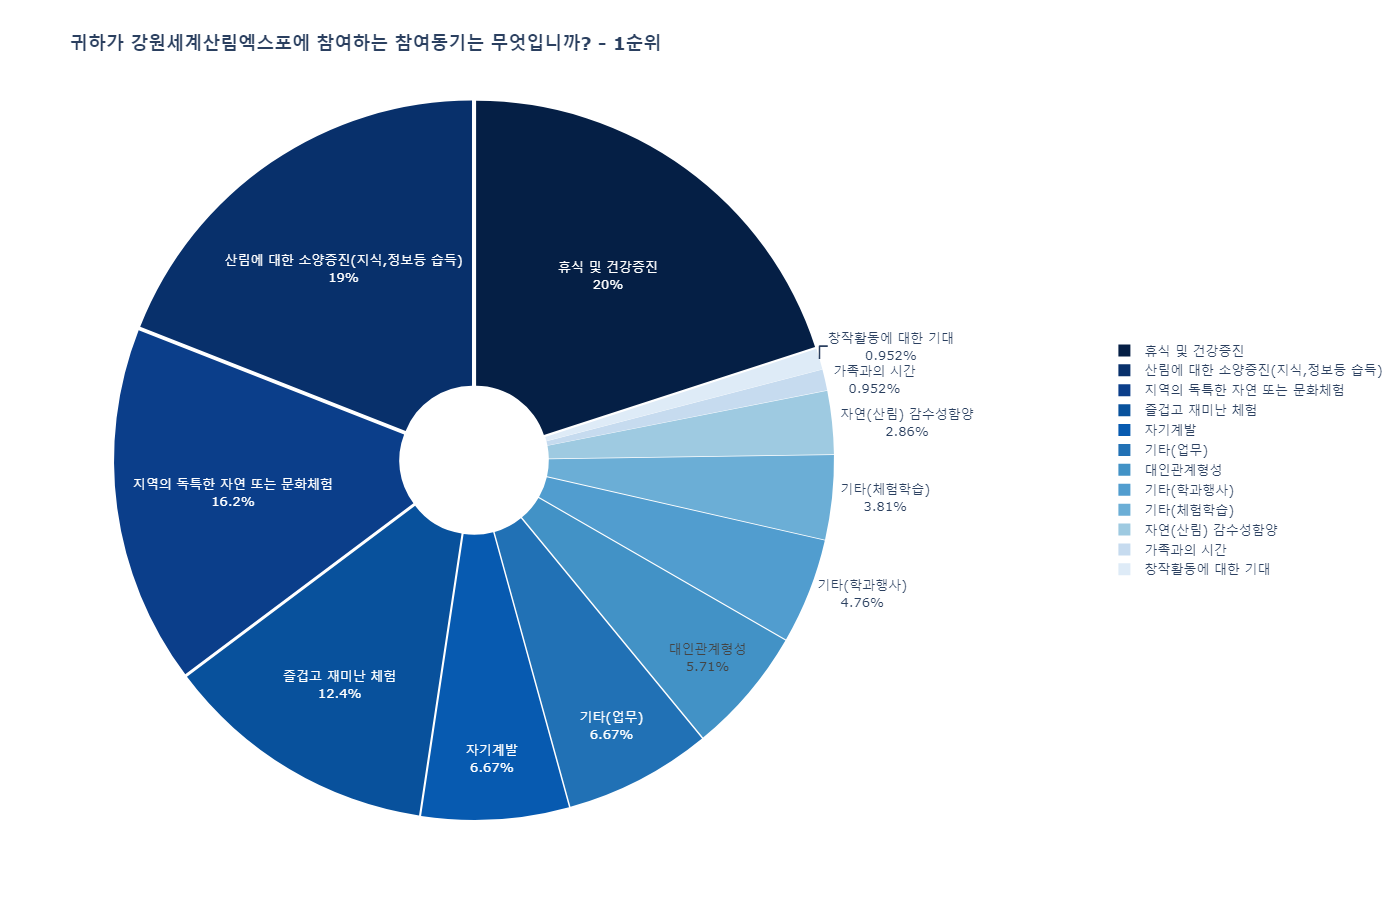 귀하가 강원세계산림엑스포에 참여하는 참여동기는 무엇입니까? - 1순위
산림에 대한 소양증진(지식,정보등 습득)
19%
휴식 및 건강증진
20%
창작활동에 대한 기대
0.952%
가족과의 시간
0.952%
자연(산림) 감수성함양
2.86%
기타(체험학습)
3.81%
기타(학과행사)
4.76%
대인관계형성
5.71%
기타(업무)
6.67%
자기계발
6.67%
즐겁고 재미난 체험
12.4%
지역의 독특한 자연 또는 문화체험
16.2%
휴식 및 건강증진
산림에 대한 소양증진(지식,정보등 습득)
지역의 독특한 자연 또는 문화체험
즐겁고 재미난 체험
자기계발
기타(업무)
대인관계형성
기타(학과행사)
기타(체험학습)
자연(산림) 감수성함양
가족과의 시간
창작활동에 대한 기대